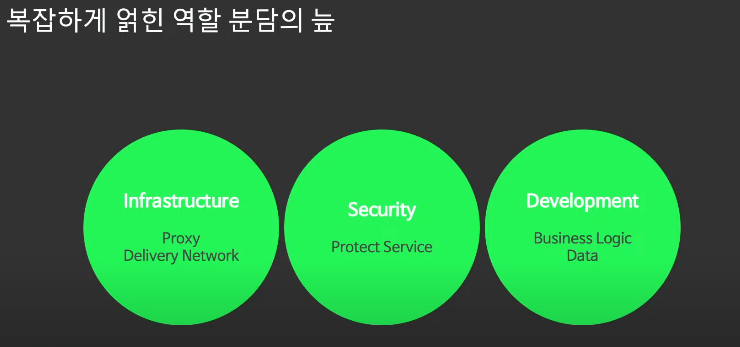 복잡하게 얽힌 역할 분담의 늪
Infrastructure
Proxy
Delivery Network
Security
Protect Service
Development
Business Logic
Data